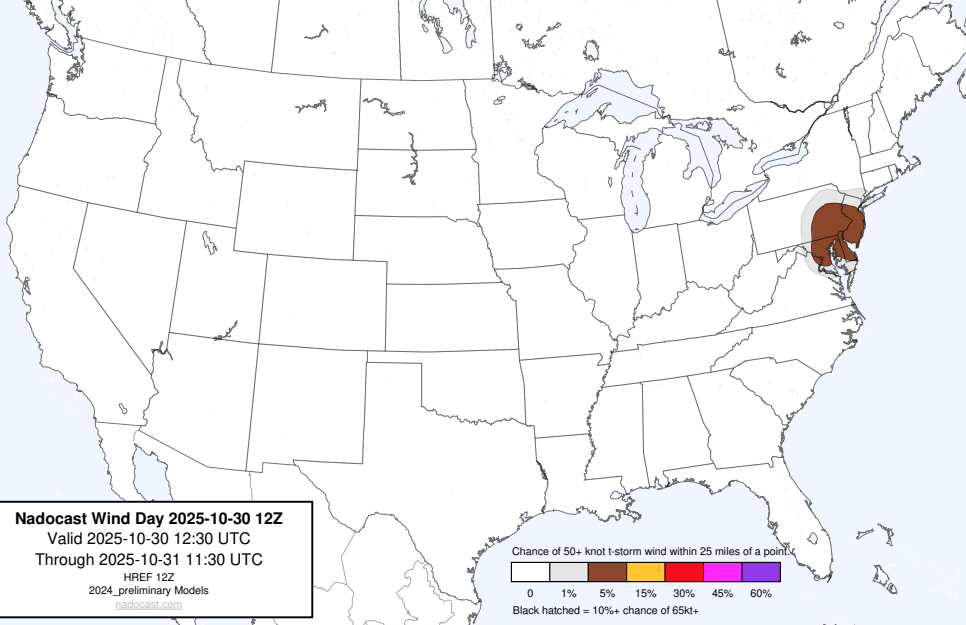 Nadocast Wind Day 2025-10-30 12Z
Valid 2025-10-30 12:30 UTC
Through 2025-10-31 11:30 UTC
HREF 12Z
2024_preliminary Models
nadocast.com
Chance of 50+ knot t-storm wind within 25 miles of a point.
0 1% 5% 15% 30% 45% 60%
Black hatched = 10%+ chance of 65kt+